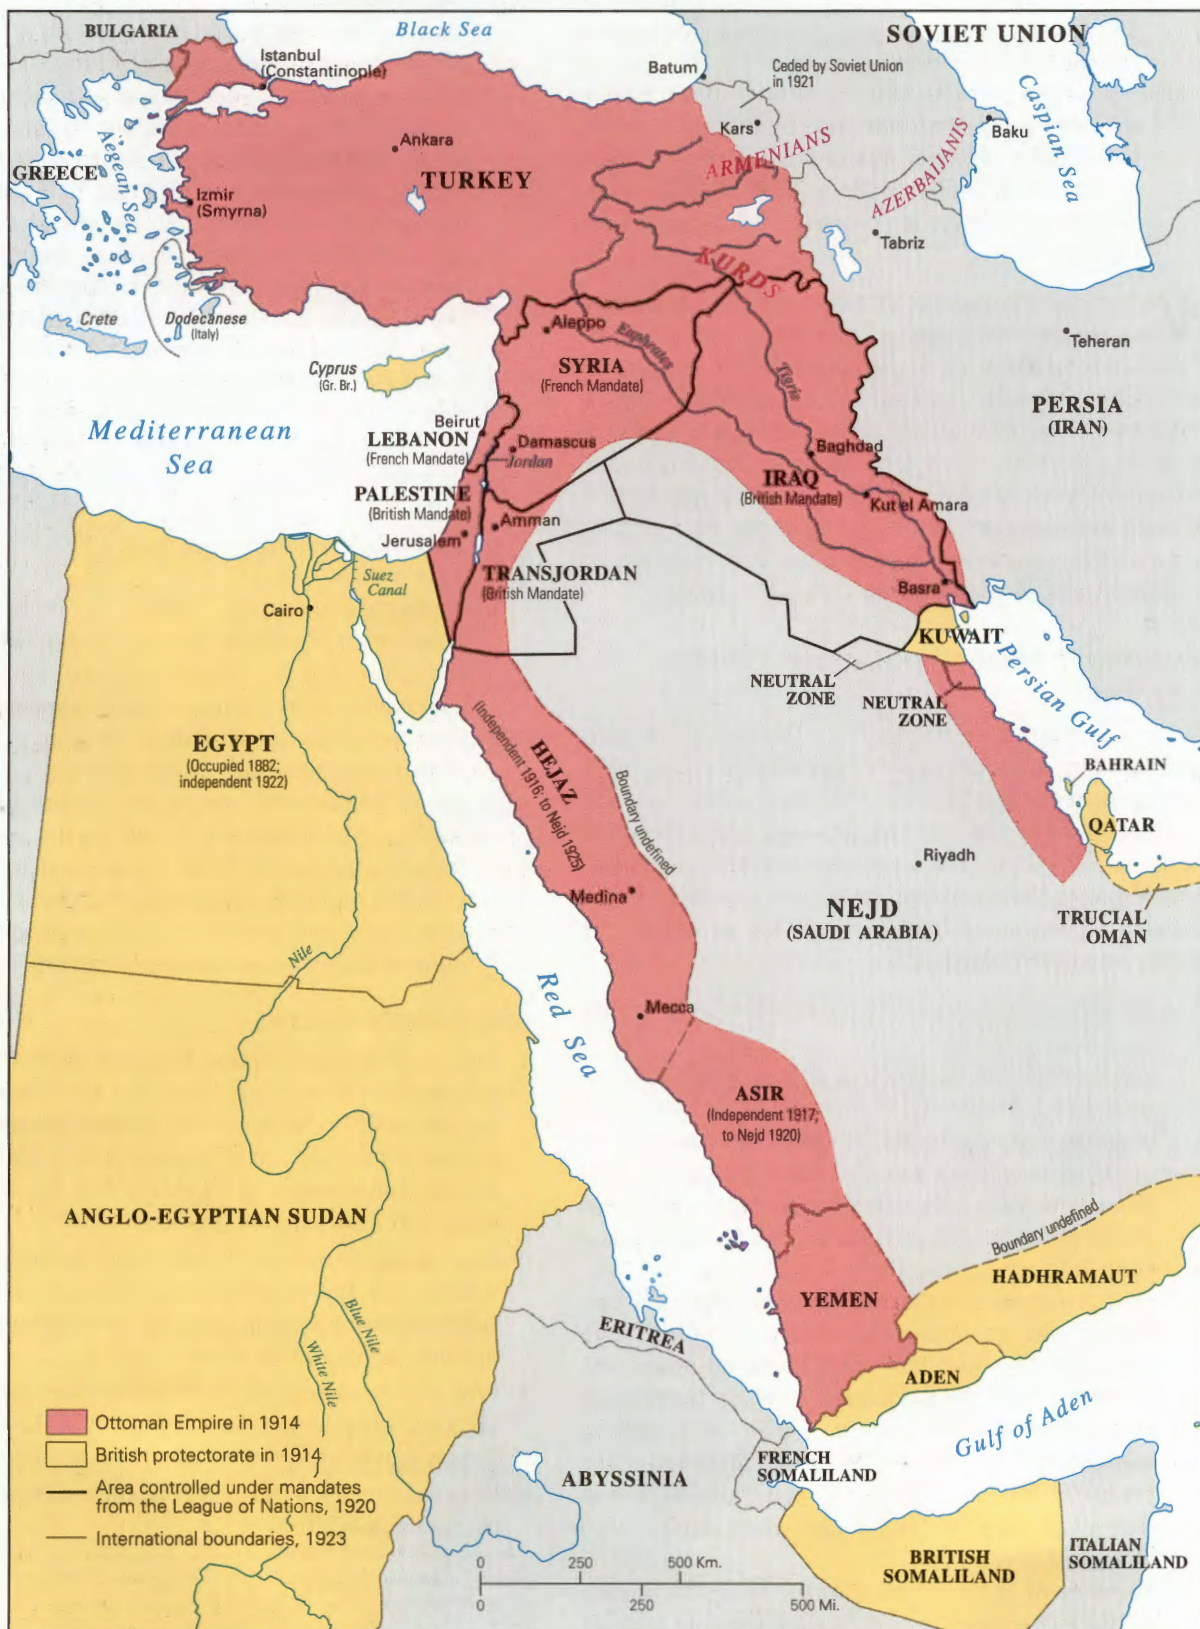 BULGARIA
Black Sea
SOVIET UNION
Istanbul
(Constantinople)
Batum
Ceded by Soviet Union
in 1921
Caspian Sea
Kars
Baku
Ankara
ARMENIANS
AZERBAIJANIS
Aegean Sea
GREECE
TURKEY
Izmir
(Smyrna)
Tabriz
KURDS
Crete
Dodecanese
(Italy)
Aleppo
Euphrates
Teheran
Cyprus
(Gr. Br.)
SYRIA
(French Mandate)
Tigris
PERSIA
(IRAN)
Mediterranean
Sea
Beirut
LEBANON
(French Mandate)
Damascus
Jordan
Baghdad
IRAQ
(British Mandate)
PALESTINE
(British Mandate)
Kut el Amara
Amman
Jerusalem
Suez
Canal
TRANSJORDAN
(British Mandate)
Basra
Cairo
KUWAIT
Persian Gulf
NEUTRAL
ZONE
NEUTRAL
ZONE
EGYPT
(Occupied 1882;
independent 1922)
HEJAZ
(Independent 1916; to Nejd 1925)
Boundary undefined
BAHRAIN
QATAR
Riyadh
Medina
NEJD
(SAUDI ARABIA)
TRUCIAL
OMAN
Nile
Red Sea
Mecca
ASIR
(Independent 1917;
to Nejd 1920)
ANGLO-EGYPTIAN SUDAN
Boundary undefined
HADHRAMAUT
YEMEN
Blue Nile
White Nile
ERITREA
ADEN
Gulf of Aden
Ottoman Empire in 1914
British protectorate in 1914
Area controlled under mandates
from the League of Nations, 1920
International boundaries, 1923
ABYSSINIA
FRENCH
SOMALILAND
BRITISH
SOMALILAND
ITALIAN
SOMALILAND
0 250 500 Km.
0 250 500 Mi.